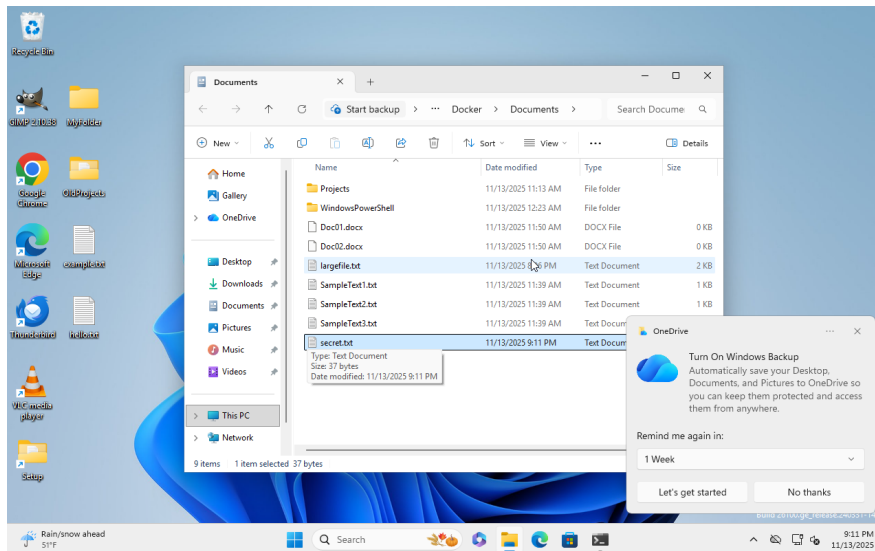 Recycle Bin
GIMP 2.10.38
MyFolder
Google Chrome
OldProjects
Microsoft Edge
example.txt
Thunderbird
hello.txt
VLC media player
Setup
Documents
Start backup
Docker
Documents
Search Docume
New
Sort
View
Details
Home
Gallery
OneDrive
Desktop
Downloads
Documents
Pictures
Music
Videos
This PC
Network
Name Date modified Type Size
Projects 11/13/2025 11:13 AM File folder
WindowsPowerShell 11/13/2025 12:23 AM File folder
Doc01.docx 11/13/2025 11:50 AM DOCX File 0 KB
Doc02.docx 11/13/2025 11:50 AM DOCX File 0 KB
largefile.txt 11/13/2025 PM Text Document 2 KB
SampleText1.txt 11/13/2025 11:39 AM Text Document 1 KB
SampleText2.txt 11/13/2025 11:39 AM Text Document 1 KB
SampleText3.txt 11/13/2025 11:39 AM Text Docum
secret.txt 11/13/2025 9:11 PM Text Docum
Type: Text Document
Size: 37 bytes
Date modified: 11/13/2025 9:11 PM
9 items 1 item selected 37 bytes
OneDrive
Turn On Windows Backup
Automatically save your Desktop,
Documents, and Pictures to OneDrive so
you can keep them protected and access
them from anywhere.
Remind me again in:
1 Week
Let's get started
No thanks
Rain/snow ahead
51°F
Search
9:11 PM
11/13/2025